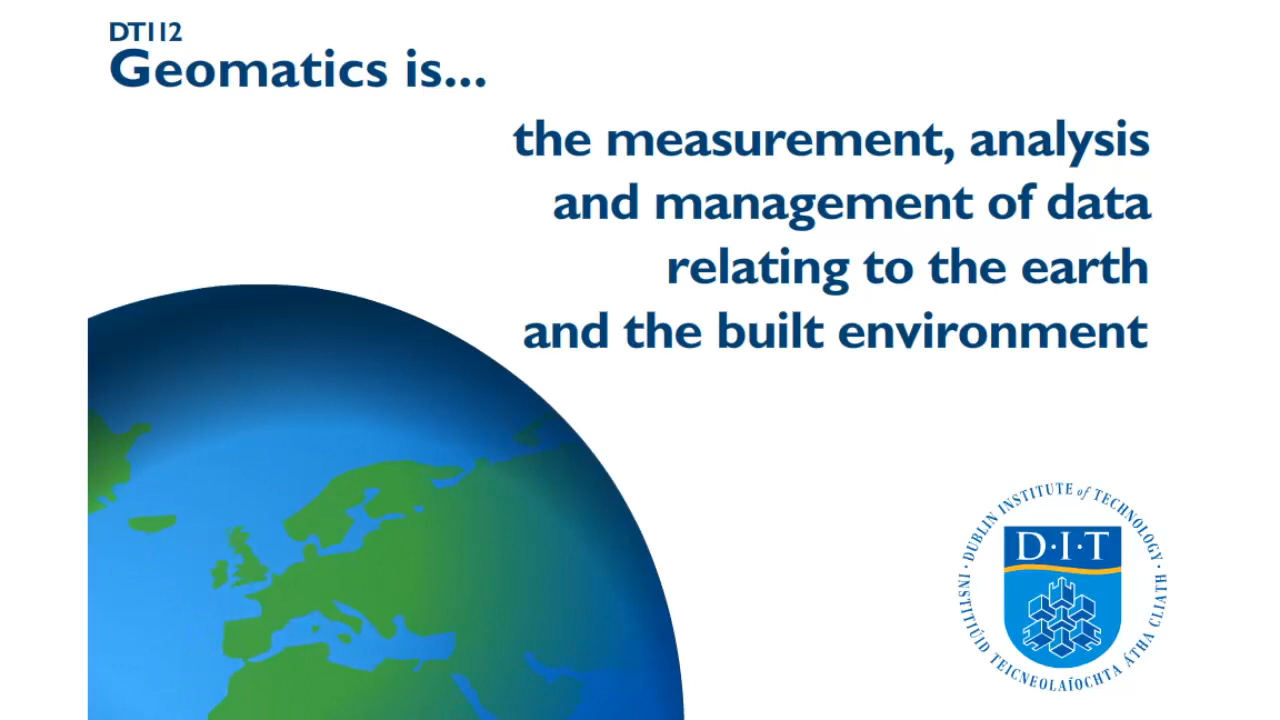 DT112
Geomatics is...
the measurement, analysis
and management of data
relating to the earth
and the built environment
· DUBLIN INSTITUTE of TECHNOLOGY ·
D·I·T
INSTITIÚID TEICNEOLAÍOCHTA ÁTHA CLIATH